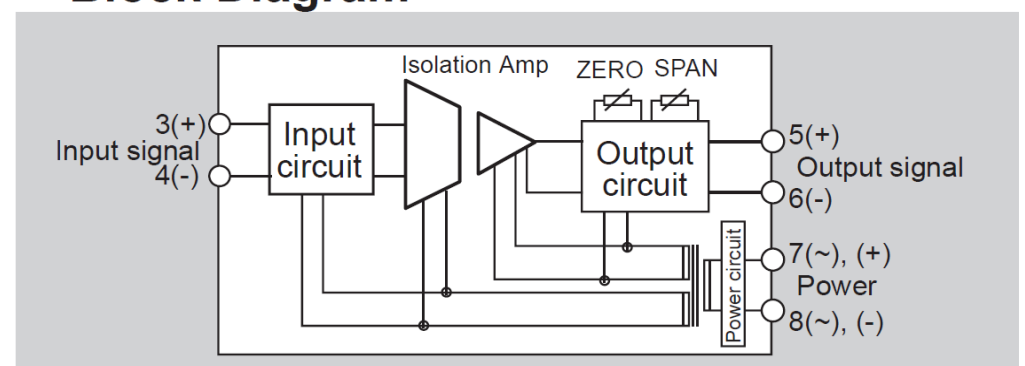 Block Diagram
Isolation Amp
ZERO SPAN
3(+)
Input signal
4(-)
Input
circuit
Output
circuit
5(+)
Output signal
6(-)
Power circuit
7(~), (+)
Power
8(~), (-)